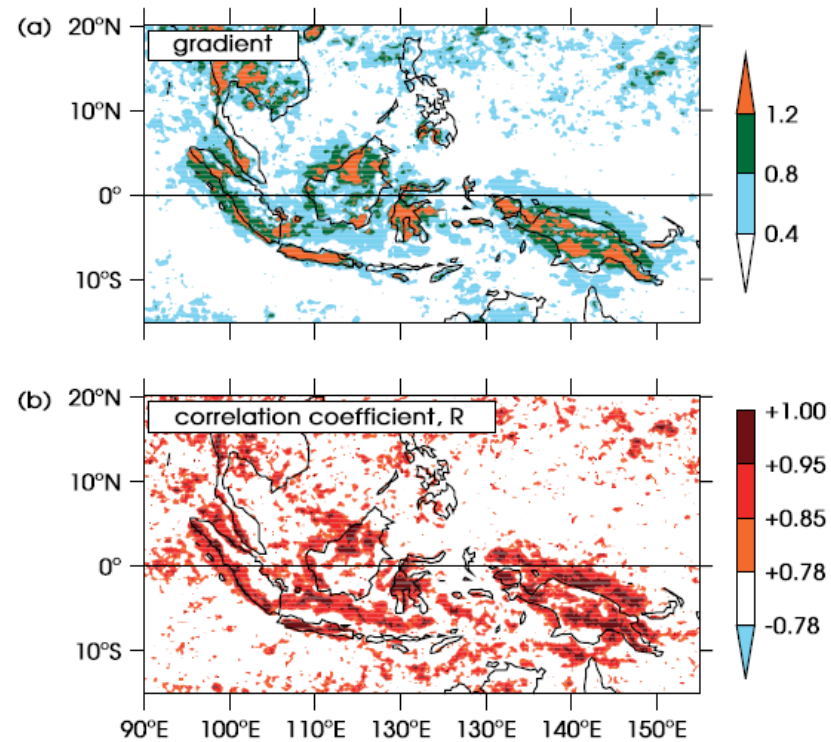 (a)
20°N
gradient
10°N
0°
10°S
1.2
0.8
0.4
(b)
20°N
correlation coefficient, R
10°N
0°
10°S
+1.00
+0.95
+0.85
+0.78
-0.78
90°E 100°E 110°E 130°E 130°E 140°E 150°E